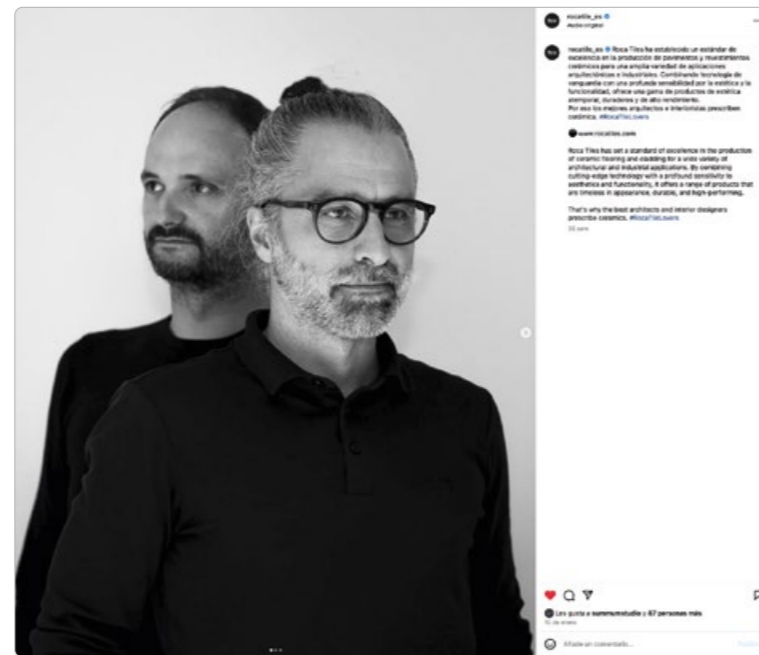 rocatile_es
Audio original
rocatile_es Roca Tiles ha establecido un estándar de
excelencia en la producción de pavimentos y revestimientos
cerámicos para una amplia variedad de aplicaciones
arquitectónicas e industriales. Combinando tecnología de
vanguardia con una profunda sensibilidad por la estética y la
funcionalidad, ofrece una gama de productos de estética
atemporal, duraderos y de alto rendimiento.
Por eso los mejores arquitectos e interioristas prescriben
cerámica. #RocaTileLovers
www.rocatiles.com
Roca Tiles has set a standard of excellence in the production
of ceramic flooring and cladding for a wide variety of
architectural and industrial applications. By combining
cutting-edge technology with a profound sensitivity to
aesthetics and functionality, it offers a range of products that
are timeless in appearance, durable, and high-performing.
That's why the best architects and interior designers
prescribe ceramics. #RocaTileLovers
Les gusta a summumstudio y 67 personas más
10 de enero
Añade un comentario...